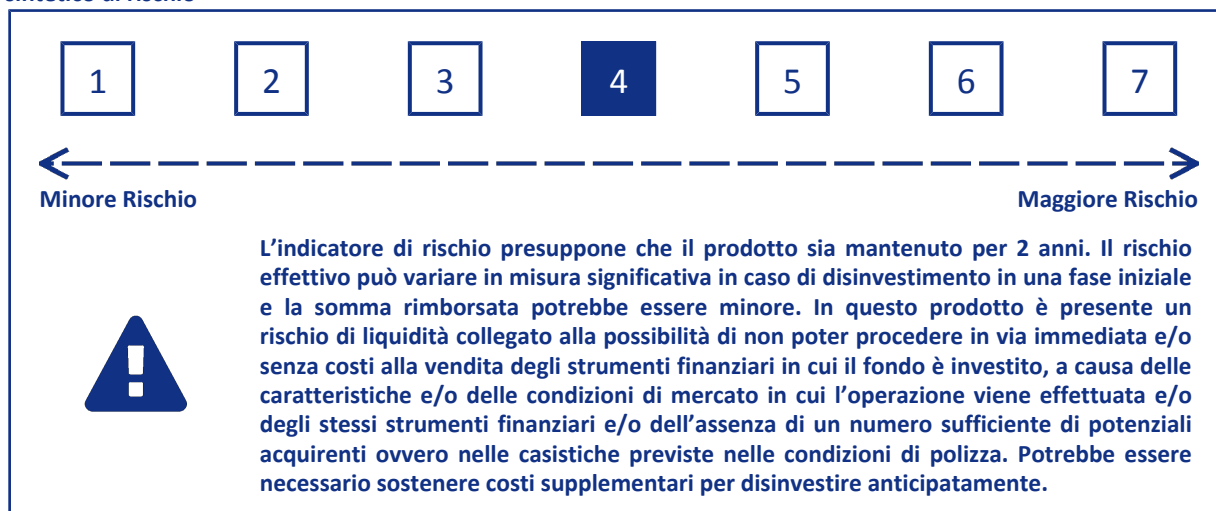 sintetico di rischio
1 2 3 4 5 6 7
Minore Rischio Maggiore Rischio
L’indicatore di rischio presuppone che il prodotto sia mantenuto per 2 anni. Il rischio
effettivo può variare in misura significativa in caso di disinvestimento in una fase iniziale
e la somma rimborsata potrebbe essere minore. In questo prodotto è presente un
rischio di liquidità collegato alla possibilità di non poter procedere in via immediata e/o
senza costi alla vendita degli strumenti finanziari in cui il fondo è investito, a causa delle
caratteristiche e/o delle condizioni di mercato in cui l’operazione viene effettuata e/o
degli stessi strumenti finanziari e/o dell’assenza di un numero sufficiente di potenziali
acquirenti ovvero nelle casistiche previste nelle condizioni di polizza. Potrebbe essere
necessario sostenere costi supplementari per disinvestire anticipatamente.